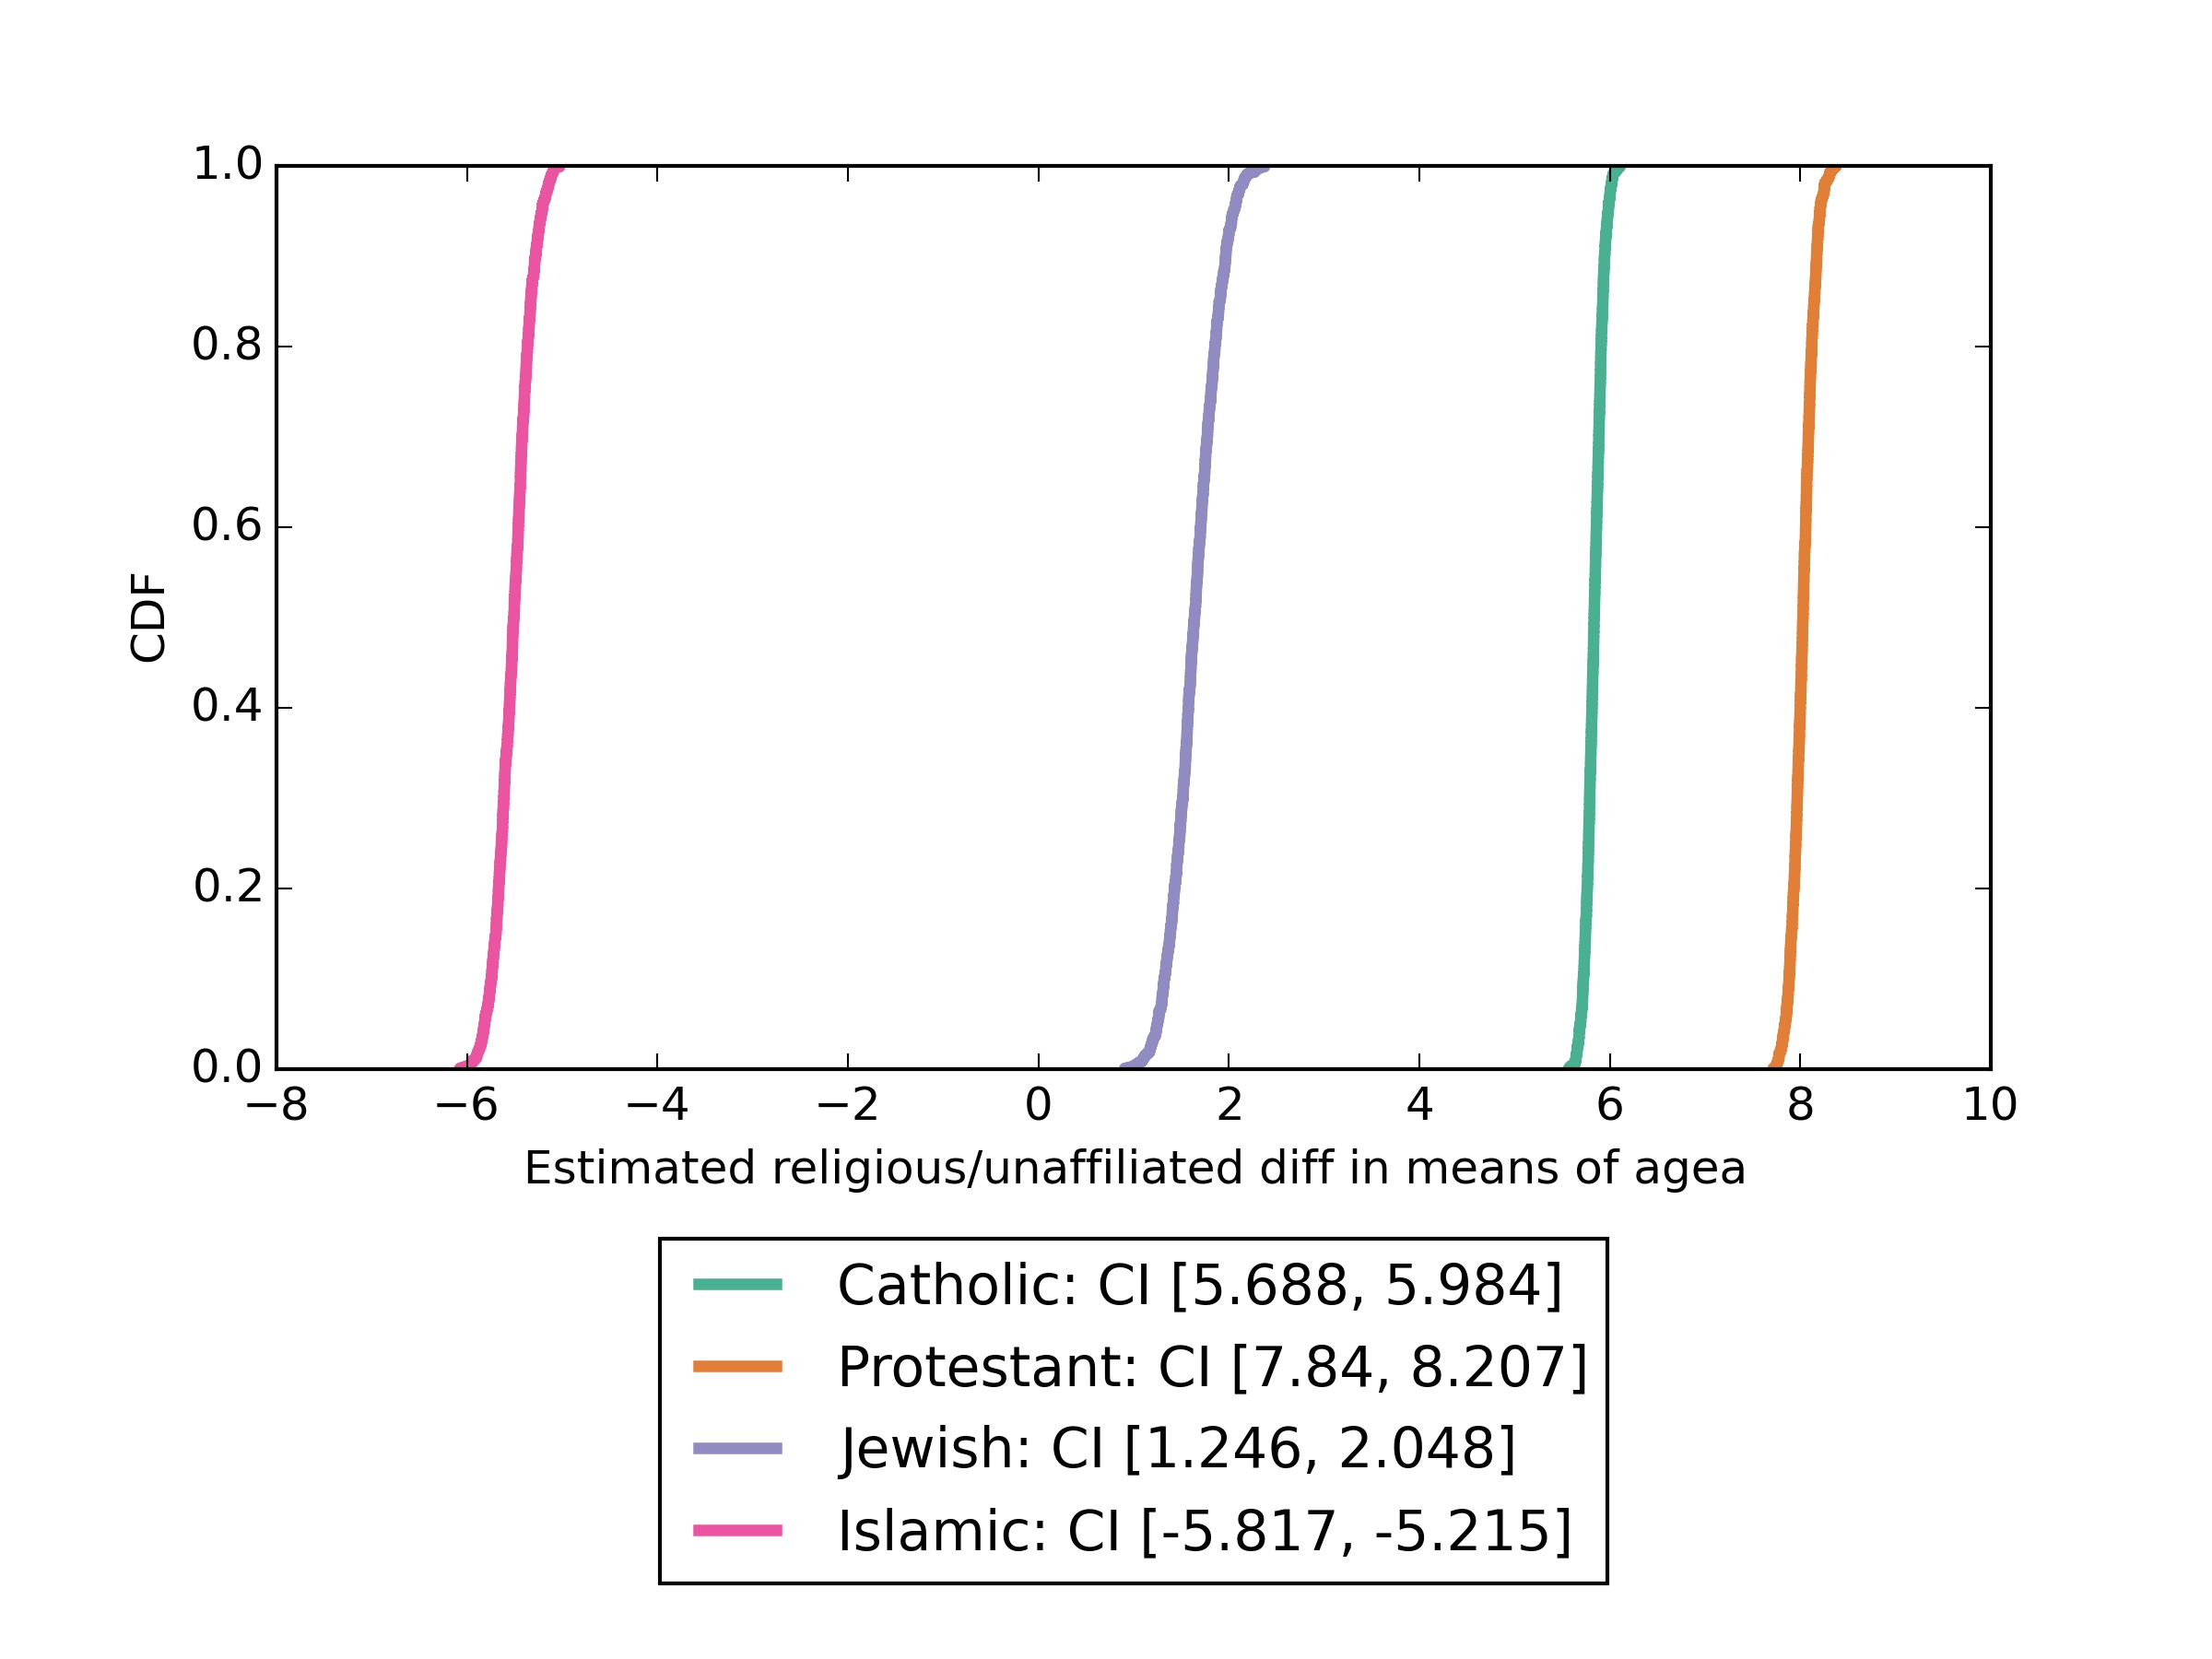 1.0
0.8
0.6
0.4
0.2
0.0
CDF
−8 −6 −4 −2 0 2 4 6 8 10
Estimated religious/unaffiliated diff in means of agea
Catholic: CI [5.688, 5.984]
Protestant: CI [7.84, 8.207]
Jewish: CI [1.246, 2.048]
Islamic: CI [-5.817, -5.215]